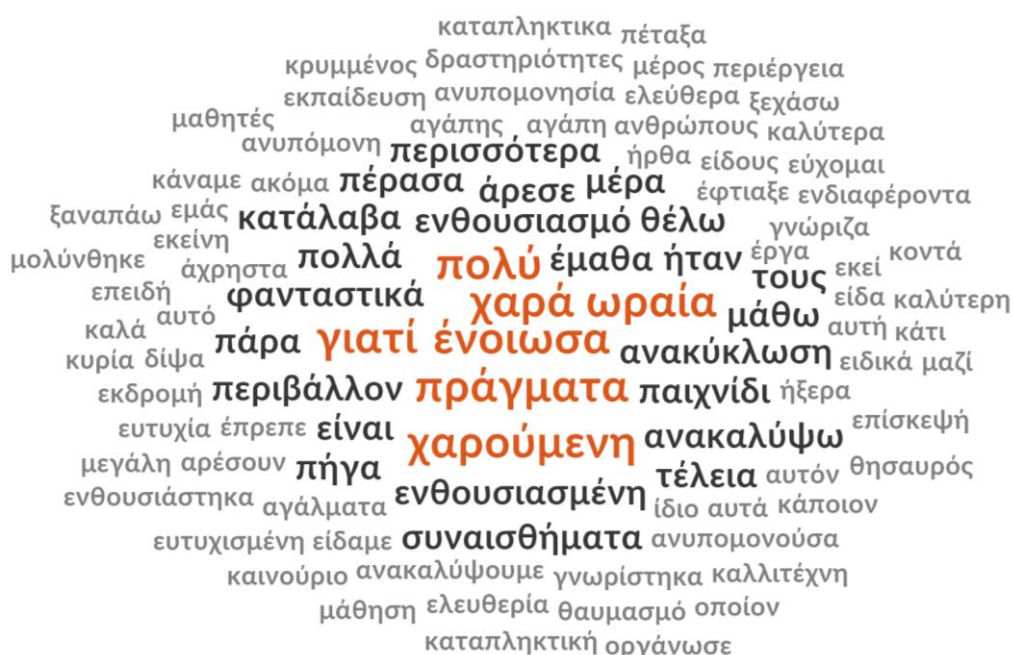 καταπληκτικα πέταξα
κρυμμένος δραστηριότητες μέρος περιέργεια
εκπαίδευση ανυπομονησία ελεύθερα ξεχάσω
μαθητές αγάπης αγάπη ανθρώπους καλύτερα
ανυπόμονη περισσότερα ήρθα είδους εύχομαι
κάναμε ακόμα πέρασα άρεσε μέρα έφτιαξε ενδιαφέροντα
ξαναπάω εμάς κατάλαβα ενθουσιασμό θέλω γνώριζα
εκείνη πολλά πολύ έμαθα ήταν έργα κοντά
μολύνθηκε άχρηστα τους εκεί
επειδή φανταστικά χαρά ωραία μάθω είδα καλύτερη
καλά αυτό πάρα γιατί ένοιωσα ανακύκλωση αυτή κάτι
κυρία δίψα ειδικά μαζί
εκδρομή περιβάλλον πράγματα παιχνίδι ήξερα
ευτυχία έπρεπε είναι χαρούμενη ανακαλύψω επίσκεψή
μεγάλη αρέσουν πήγα τέλεια αυτόν θησαυρός
ενθουσιάστηκα αγάλματα ενθουσιασμένη ίδιο αυτά κάποιον
ευτυχισμένη είδαμε συναισθήματα ανυπομονούσα
καινούριο ανακαλύψουμε γνωρίστηκα καλλιτέχνη
μάθηση ελευθερία θαυμασμό οποίον
καταπληκτική οργάνωσε